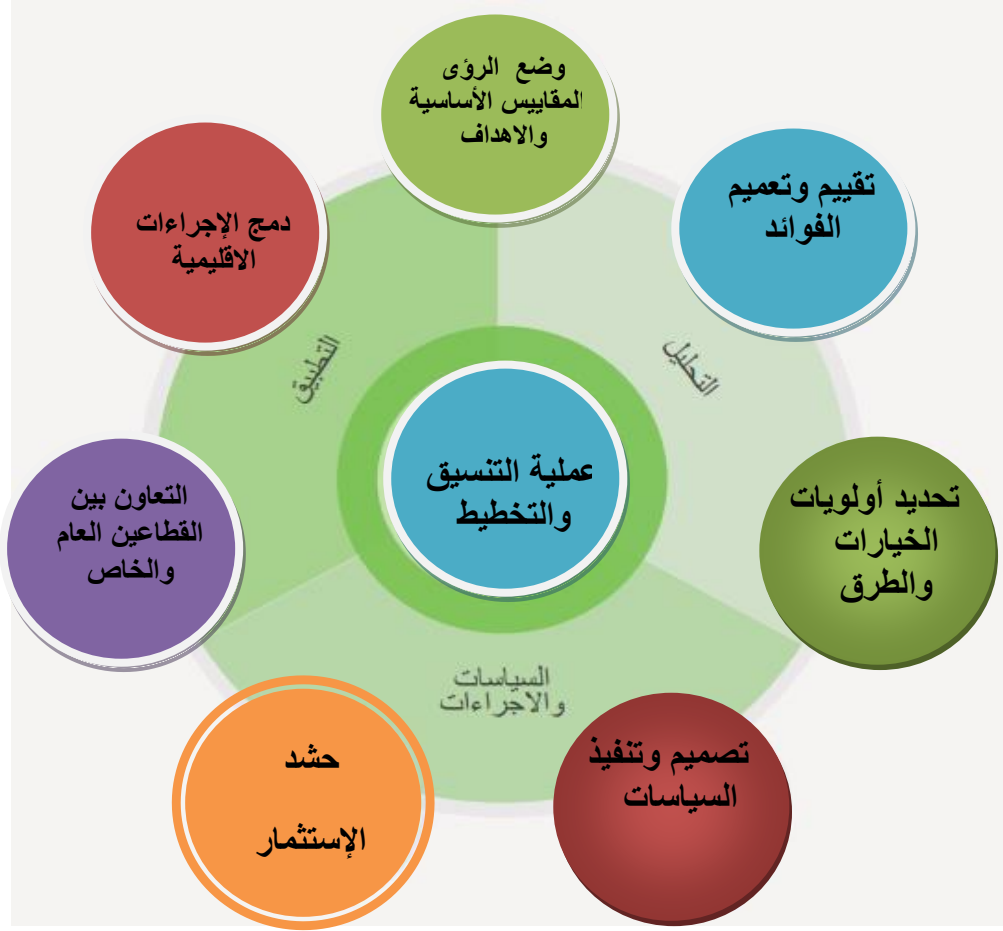 وضع الرؤى
المقاييس الأساسية
والاهداف
تقييم وتعميم
الفوائد
دمج الإجراءات
الاقليمية
التحليل
التطبيق
عملية التنسيق
والتخطيط
تحديد أولويات
الخيارات
والطرق
التعاون بين
القطاعين العام
والخاص
السياسات
والاجراءات
تصميم وتنفيذ
السياسات
حشد
الإستثمار